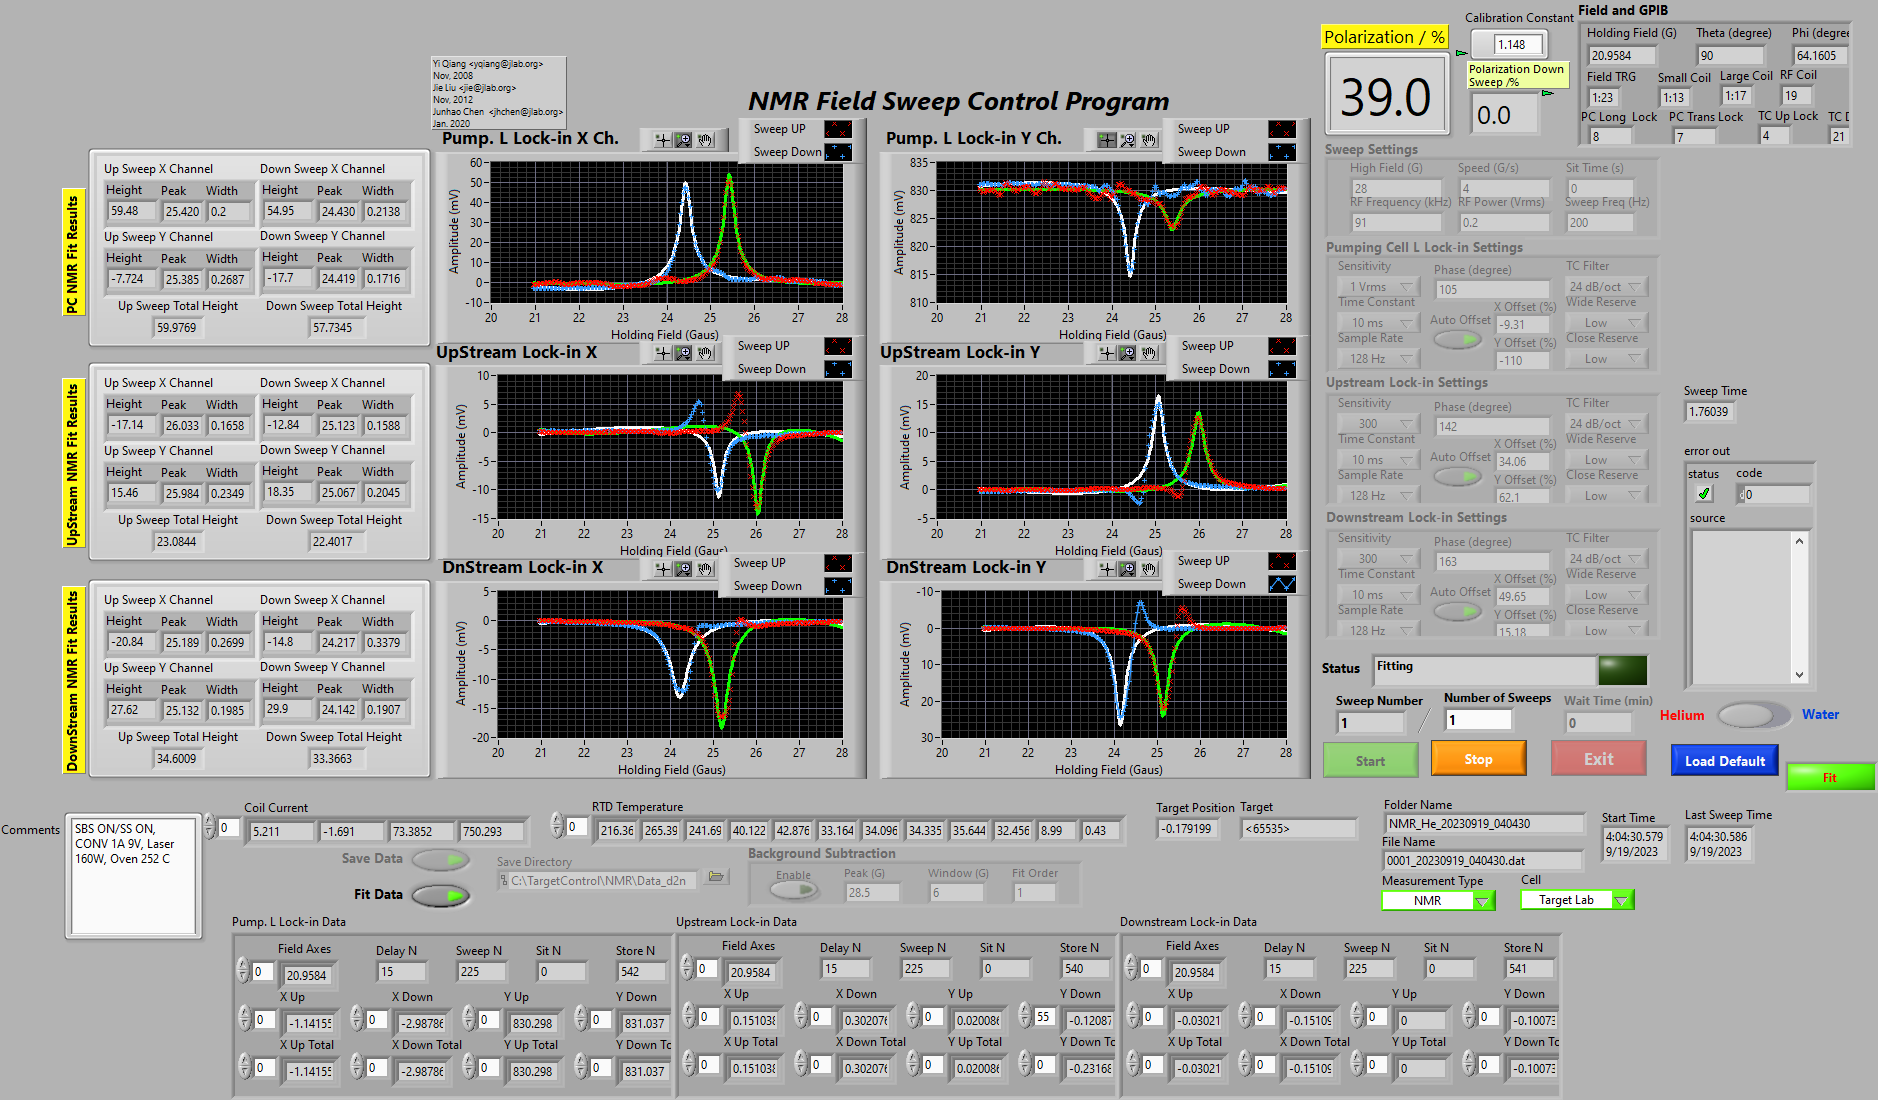 Yi Qiang <yqiang@jlab.org>
Nov, 2008
Jie Liu <jie@jlab.org>
Nov, 2012
Junhao Chen <jhchen@jlab.org>
Jan. 2020
NMR Field Sweep Control Program
Polarization / %
39.0
Calibration Constant
1.148
Polarization Down
Sweep /%
0.0
Field and GPIB
Holding Field (G) Theta (degree) Phi (degree
20.9584 90 64.1605
Field TRG Small Coil Large Coil RF Coil
1:23 1:13 1:17 19
PC Long Lock PC Trans Lock TC Up Lock TC D
8 7 4 21
PC NMR Fit Results
Up Sweep X Channel Down Sweep X Channel
Height Peak Width Height Peak Width
59.48 25.420 0.2 54.95 24.430 0.2138
Up Sweep Y Channel Down Sweep Y Channel
Height Peak Width Height Peak Width
-7.724 25.385 0.2687 -17.7 24.419 0.1716
Up Sweep Total Height Down Sweep Total Height
59.9769 57.7345
UpStream NMR Fit Results
Up Sweep X Channel Down Sweep X Channel
Height Peak Width Height Peak Width
-17.14 26.033 0.1658 -12.84 25.123 0.1588
Up Sweep Y Channel Down Sweep Y Channel
Height Peak Width Height Peak Width
15.46 25.984 0.2349 18.35 25.067 0.2045
Up Sweep Total Height Down Sweep Total Height
23.0844 22.4017
DownStream NMR Fit Results
Up Sweep X Channel Down Sweep X Channel
Height Peak Width Height Peak Width
-20.84 25.189 0.2699 -14.8 24.217 0.3379
Up Sweep Y Channel Down Sweep Y Channel
Height Peak Width Height Peak Width
27.62 25.132 0.1985 29.9 24.142 0.1907
Up Sweep Total Height Down Sweep Total Height
34.6009 33.3663
Pump. L Lock-in X Ch.
Sweep UP
Sweep Down
Amplitude (mV)
60
50
40
30
20
10
0
-10
20 21 22 23 24 25 26 27 28
Holding Field (Gaus)
Pump. L Lock-in Y Ch.
Sweep UP
Sweep Down
Amplitude (mV)
835
830
825
820
815
810
20 21 22 23 24 25 26 27 28
Holding Field (Gaus)
UpStream Lock-in X
Sweep UP
Sweep Down
Amplitude (mV)
10
5
0
-5
-10
-15
20 21 22 23 24 25 26 27 28
Holding Field (Gaus)
UpStream Lock-in Y
Sweep UP
Sweep Down
Amplitude (mV)
20
15
10
5
0
-5
20 21 22 23 24 25 26 27 28
Holding Field (Gaus)
DnStream Lock-in X
Sweep UP
Sweep Down
Amplitude (mV)
5
0
-5
-10
-15
-20
20 21 22 23 24 25 26 27 28
Holding Field (Gaus)
DnStream Lock-in Y
Sweep UP
Sweep Down
Amplitude (mV)
-10
0
10
20
30
20 21 22 23 24 25 26 27 28
Holding Field (Gaus)
Sweep Settings
High Field (G) Speed (G/s) Sit Time (s)
28 4 0
RF Frequency (kHz) RF Power (Vrms) Sweep Freq (Hz)
91 0.2 200
Pumping Cell L Lock-in Settings
Sensitivity Phase (degree) TC Filter
1 Vrms 105 24 dB/oct
Time Constant X Offset (%) Wide Reserve
10 ms Auto Offset -9.31 Low
Sample Rate Y Offset (%) Close Reserve
128 Hz -110 Low
Upstream Lock-in Settings
Sensitivity Phase (degree) TC Filter
300 142 24 dB/oct
Time Constant X Offset (%) Wide Reserve
10 ms Auto Offset 34.06 Low
Sample Rate Y Offset (%) Close Reserve
128 Hz 62.1 Low
Downstream Lock-in Settings
Sensitivity Phase (degree) TC Filter
300 163 24 dB/oct
Time Constant X Offset (%) Wide Reserve
10 ms Auto Offset 49.65 Low
Sample Rate Y Offset (%) Close Reserve
128 Hz 15.18 Low
Sweep Time
1.76039
error out
status code
0
source
Status Fitting
Sweep Number Number of Sweeps Wait Time (min)
1 / 1 0
Helium Water
Start Stop Exit Load Default
Fit
Comments
SBS ON/SS ON,
CONV 1A 9V, Laser
160W, Oven 252 C
Coil Current
0 5.211 -1.691 73.3852 750.293
RTD Temperature
0 216.36 265.39 241.69 40.122 42.876 33.164 34.096 34.335 35.644 32.456 8.99 0.43
Target Position Target
-0.179199 <65535>
Folder Name
NMR_He_20230919_040430
File Name
0001_20230919_040430.dat
Start Time
4:04:30.579
9/19/2023
Last Sweep Time
4:04:30.586
9/19/2023
Measurement Type Cell
NMR Target Lab
Save Data
Fit Data
Save Directory
C:\TargetControl\NMR\Data_d2n
Background Subtraction
Enable Peak (G) Window (G) Fit Order
28.5 6 1
Pump. L Lock-in Data
Field Axes Delay N Sweep N Sit N Store N
0 20.9584 15 225 0 542
X Up X Down Y Up Y Down
0 -1.14155 0 -2.98786 0 830.298 0 831.037
X Up Total X Down Total Y Up Total Y Down To
0 -1.14155 0 -2.98786 0 830.298 0 831.037
Upstream Lock-in Data
Field Axes Delay N Sweep N Sit N Store N
0 20.9584 15 225 0 540
X Up X Down Y Up Y Down
0 0.151038 0 0.302076 0 0.020086 55 -0.12087
X Up Total X Down Total Y Up Total Y Down Tc
0 0.151038 0 0.302076 0 0.020086 0 -0.23168
Downstream Lock-in Data
Field Axes Delay N Sweep N Sit N Store N
0 20.9584 15 225 0 541
X Up X Down Y Up Y Down
0 -0.03021 0 -0.15109 0 0 0 -0.10073
X Up Total X Down Total Y Up Total Y Down Tc
0 -0.03021 0 -0.15109 0 0 0 -0.10073